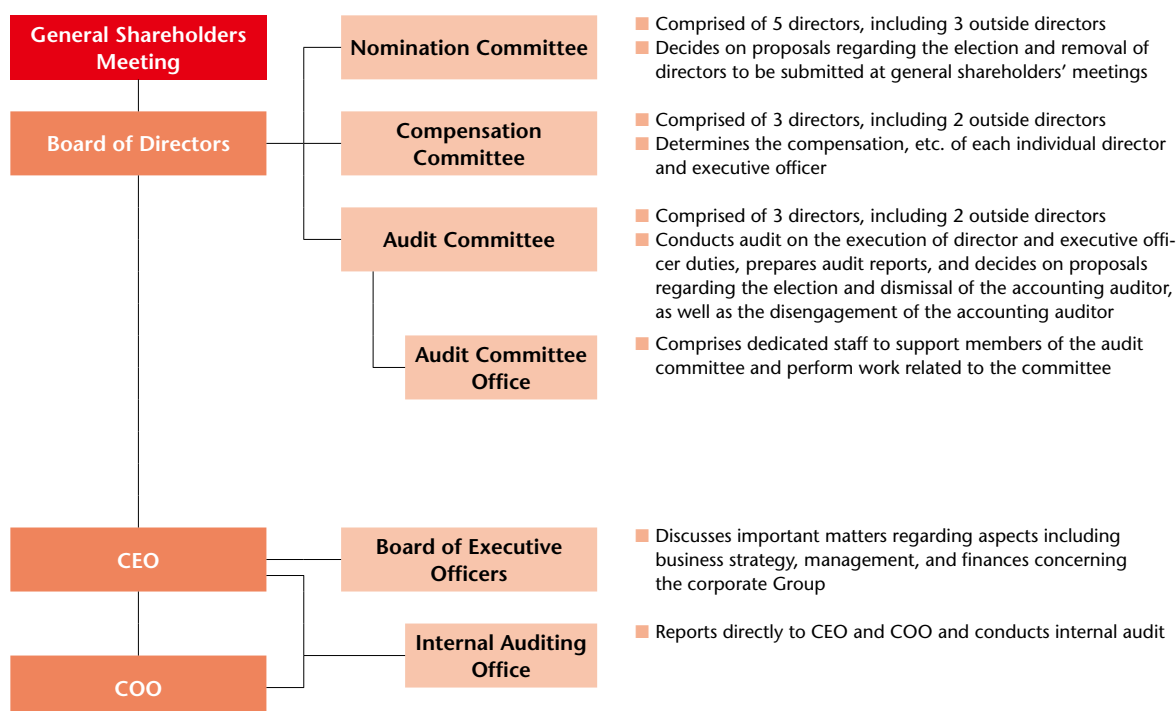 General Shareholders
Meeting
Nomination Committee
■ Comprised of 5 directors, including 3 outside directors
■ Decides on proposals regarding the election and removal of
directors to be submitted at general shareholders’ meetings
Board of Directors
Compensation
Committee
■ Comprised of 3 directors, including 2 outside directors
■ Determines the compensation, etc. of each individual director
and executive officer
Audit Committee
■ Comprised of 3 directors, including 2 outside directors
■ Conducts audit on the execution of director and executive offi-
cer duties, prepares audit reports, and decides on proposals
regarding the election and dismissal of the accounting auditor,
as well as the disengagement of the accounting auditor
Audit Committee
Office
■ Comprises dedicated staff to support members of the audit
committee and perform work related to the committee
CEO
Board of Executive
Officers
■ Discusses important matters regarding aspects including
business strategy, management, and finances concerning
the corporate Group
Internal Auditing
Office
■ Reports directly to CEO and COO and conducts internal audit
COO